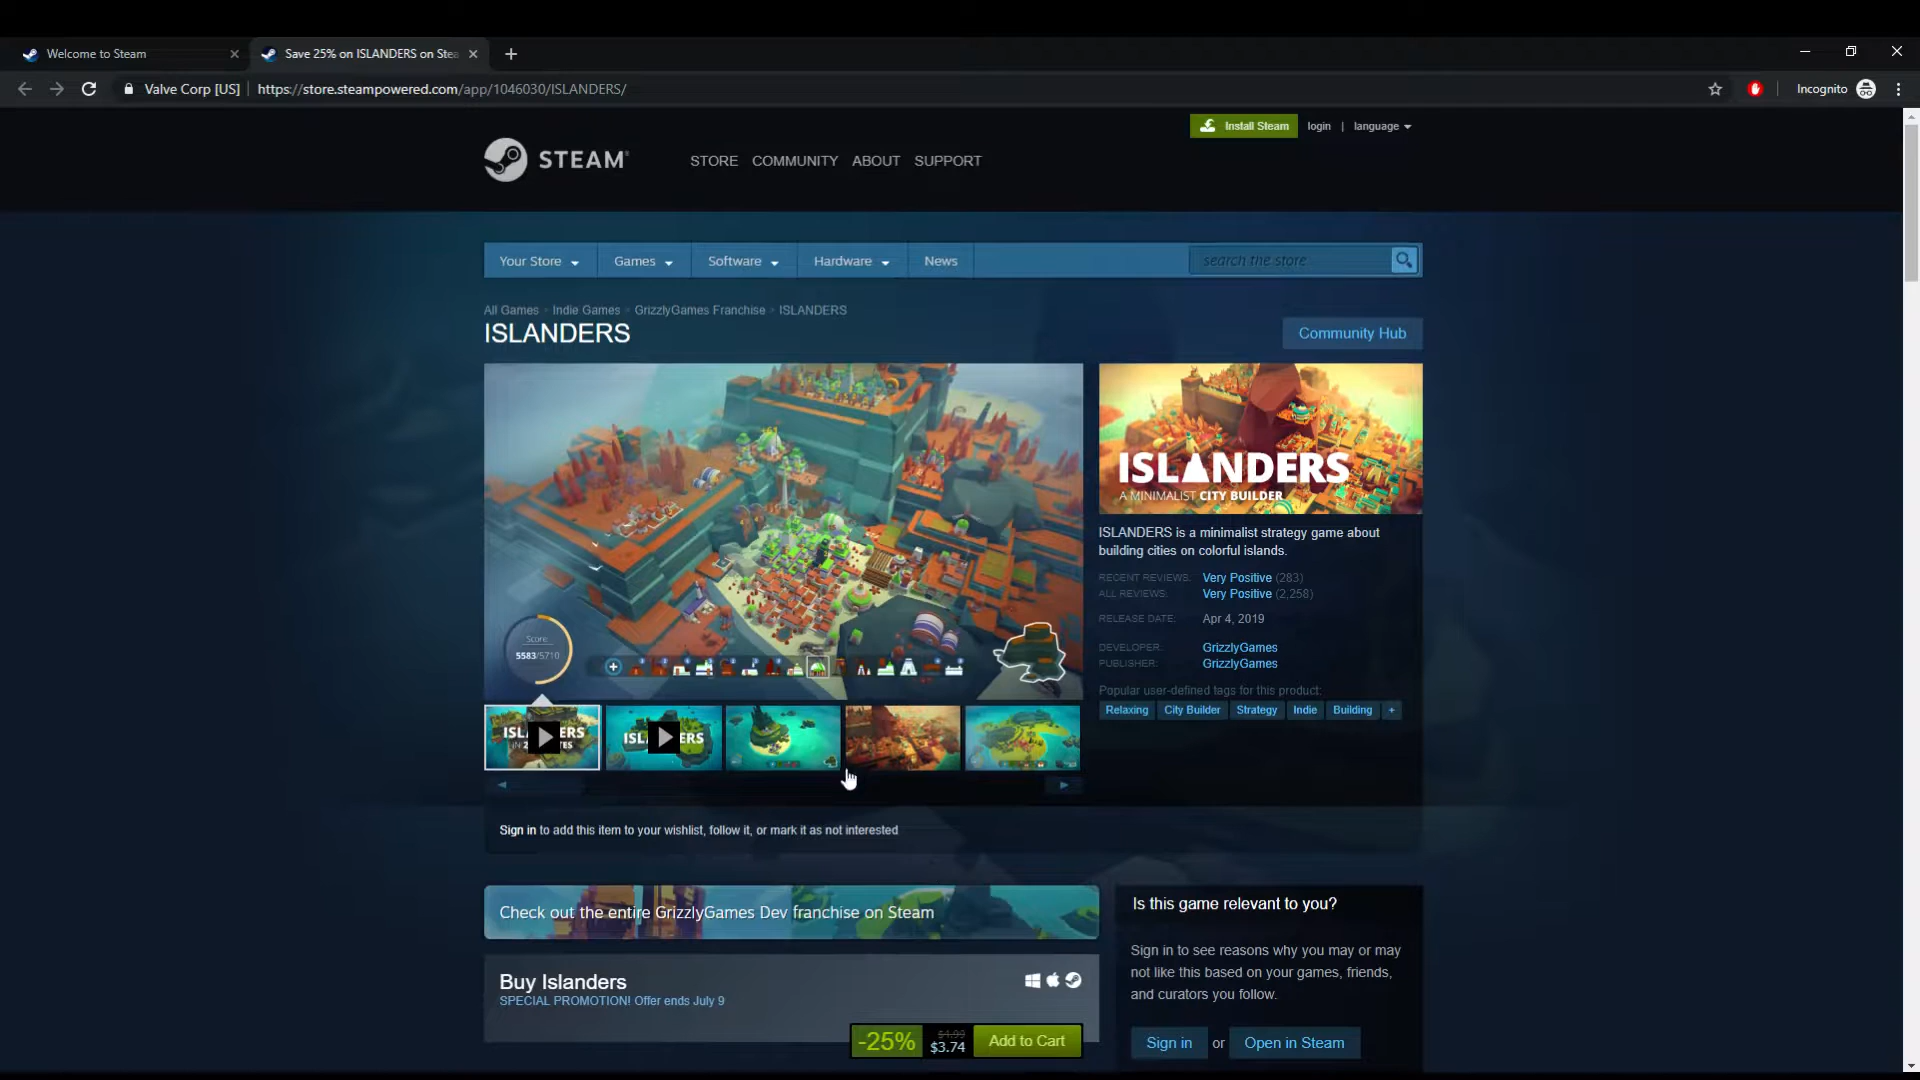 Welcome to Steam
Save 25% on ISLANDERS on Stea
Valve Corp [US]
https://store.steampowered.com/app/1046030/ISLANDERS/
Incognito
Install Steam
login | language
STEAM
STORE COMMUNITY ABOUT SUPPORT
Your Store Games Software Hardware News
search the store
All Games > Indie Games > GrizzlyGames Franchise > ISLANDERS
ISLANDERS
Community Hub
ISLANDERS
A MINIMALIST CITY BUILDER
ISLANDERS is a minimalist strategy game about
building cities on colorful islands.
RECENT REVIEWS: Very Positive (283)
ALL REVIEWS: Very Positive (2,258)
RELEASE DATE: Apr 4, 2019
DEVELOPER: GrizzlyGames
PUBLISHER: GrizzlyGames
Popular user-defined tags for this product:
Relaxing City Builder Strategy Indie Building +
Score
5583/5710
Sign in to add this item to your wishlist, follow it, or mark it as not interested
Check out the entire GrizzlyGames Dev franchise on Steam
Is this game relevant to you?
Sign in to see reasons why you may or may
not like this based on your games, friends,
and curators you follow.
Sign in or Open in Steam
Buy Islanders
SPECIAL PROMOTION! Offer ends July 9
-25%
$4.99
$3.74
Add to Cart